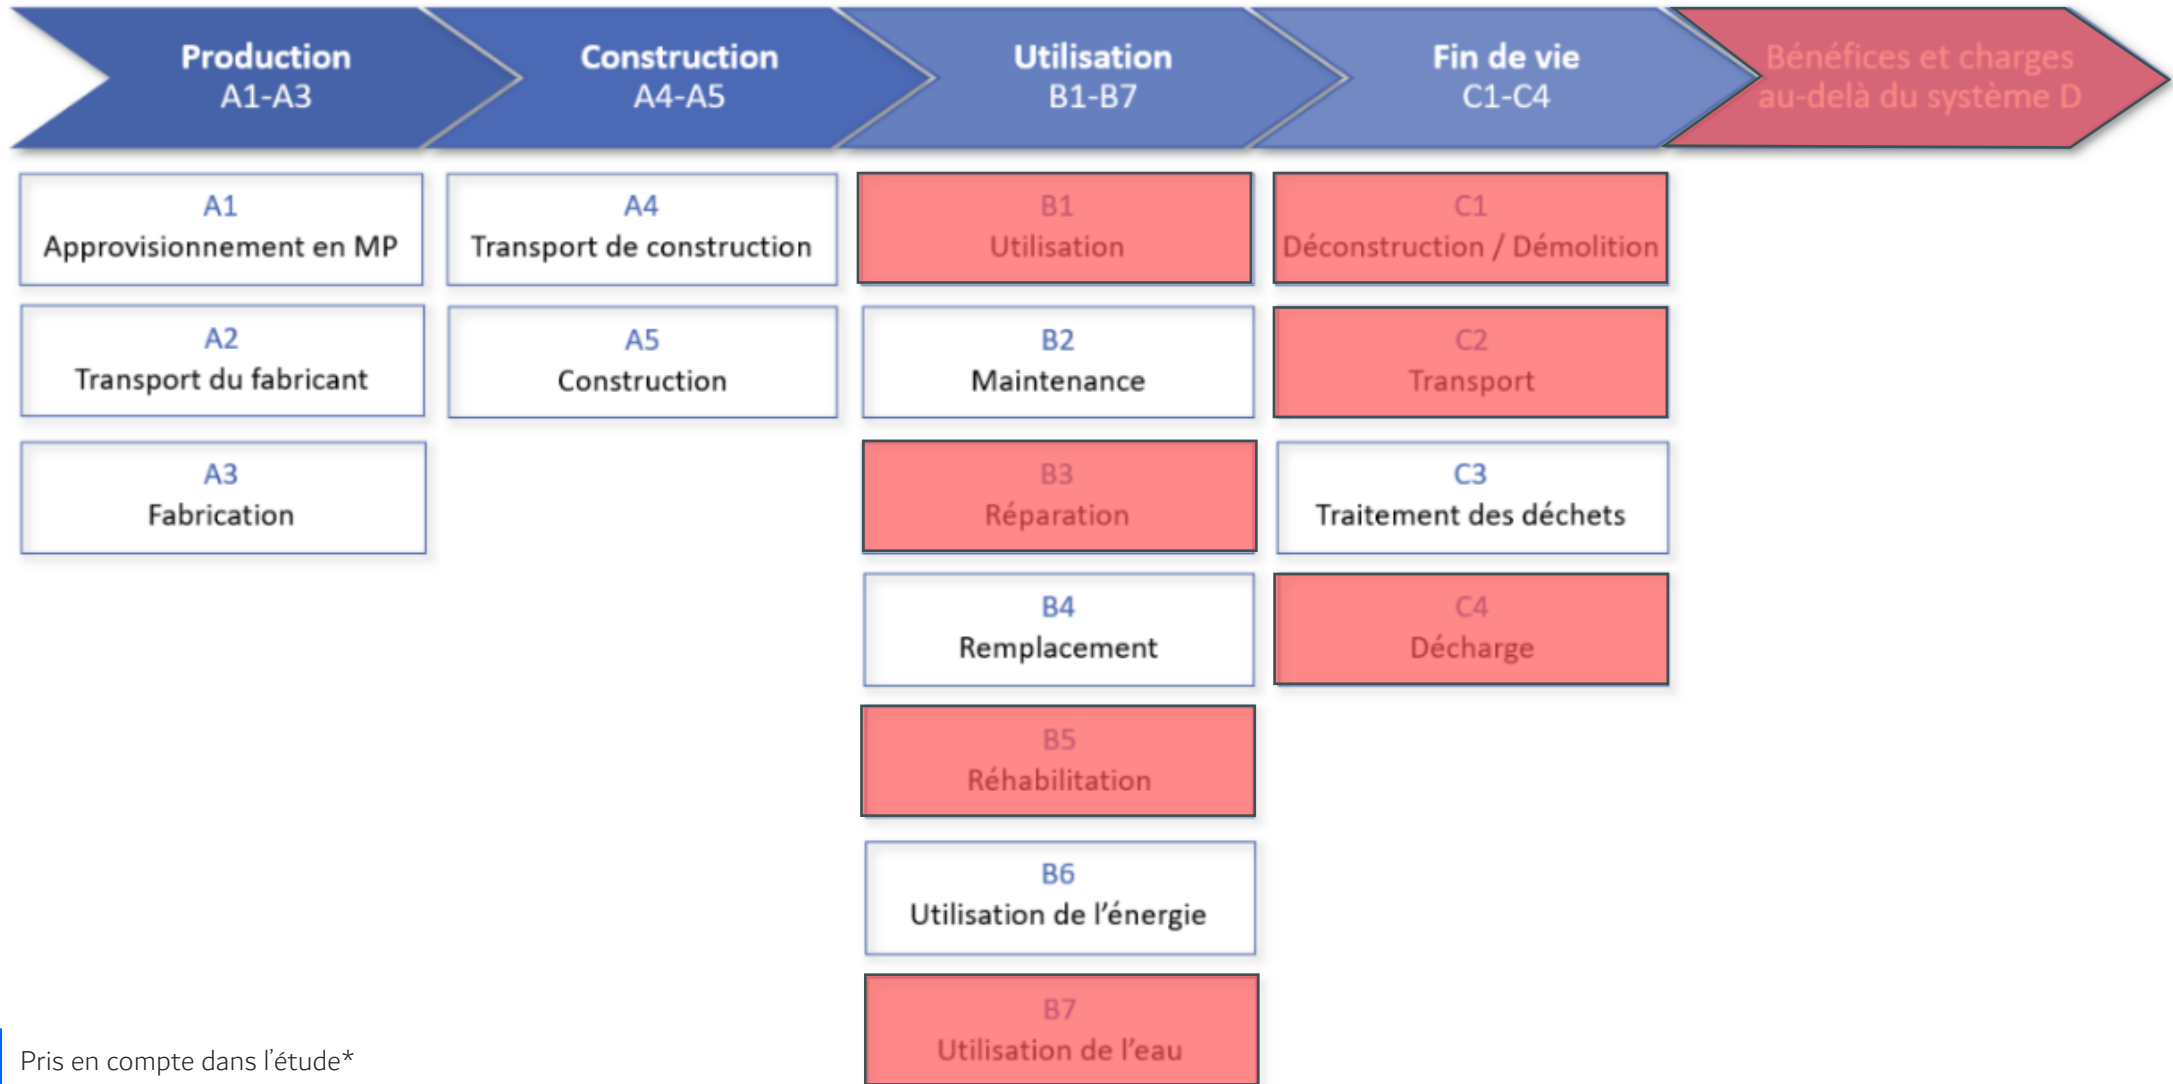 Production
A1-A3
Construction
A4-A5
Utilisation
B1-B7
Fin de vie
C1-C4
Bénéfices et charges
au-delà du système D
A1
Approvisionnement en MP
A2
Transport du fabricant
A3
Fabrication
A4
Transport de construction
A5
Construction
B1
Utilisation
B2
Maintenance
B3
Réparation
B4
Remplacement
B5
Réhabilitation
B6
Utilisation de l'énergie
B7
Utilisation de l'eau
C1
Déconstruction / Démolition
C2
Transport
C3
Traitement des déchets
C4
Décharge
Pris en compte dans l'étude*